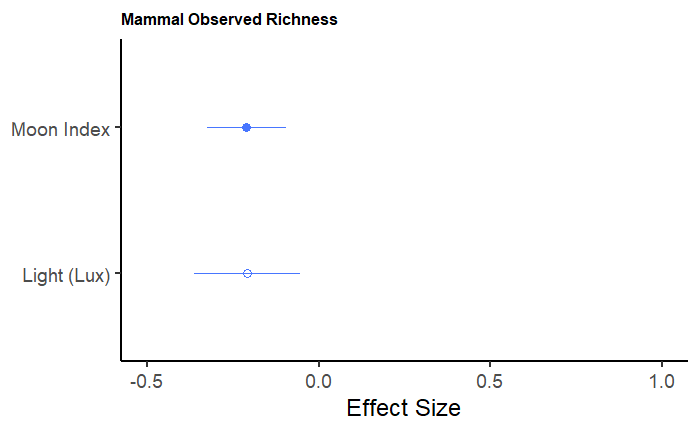 Mammal Observed Richness
Moon Index
Light (Lux)
-0.5 0.0 0.5 1.0
Effect Size